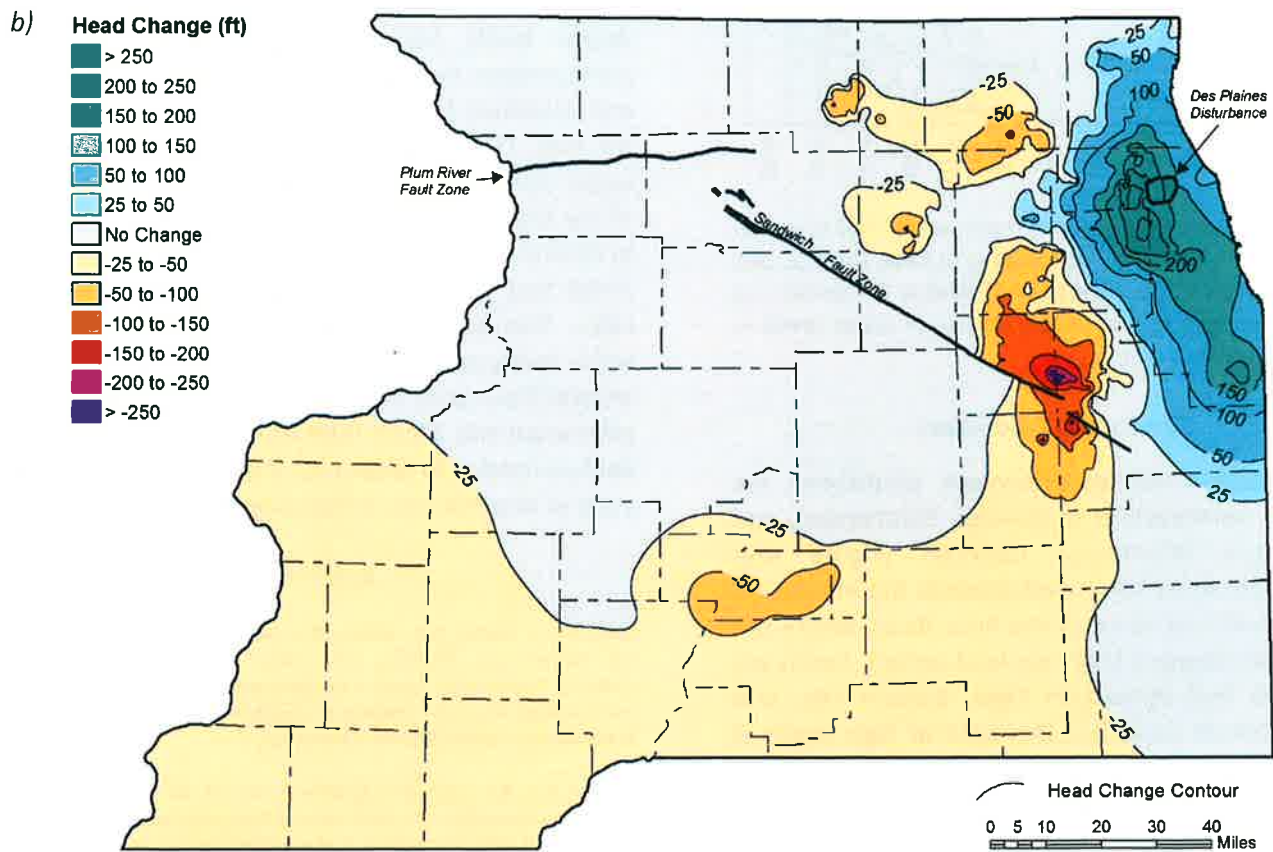 b)
Head Change (ft)
> 250
200 to 250
150 to 200
100 to 150
50 to 100
25 to 50
No Change
-25 to -50
-50 to -100
-100 to -150
-150 to -200
-200 to -250
> -250
Plum River
Fault Zone
Sandwich Fault Zone
Des Plaines
Disturbance
25
50
100
-25
-50
-25
200
150
100
50
25
-25
-25
-50
-25
Head Change Contour
0 5 10 20 30 40
Miles